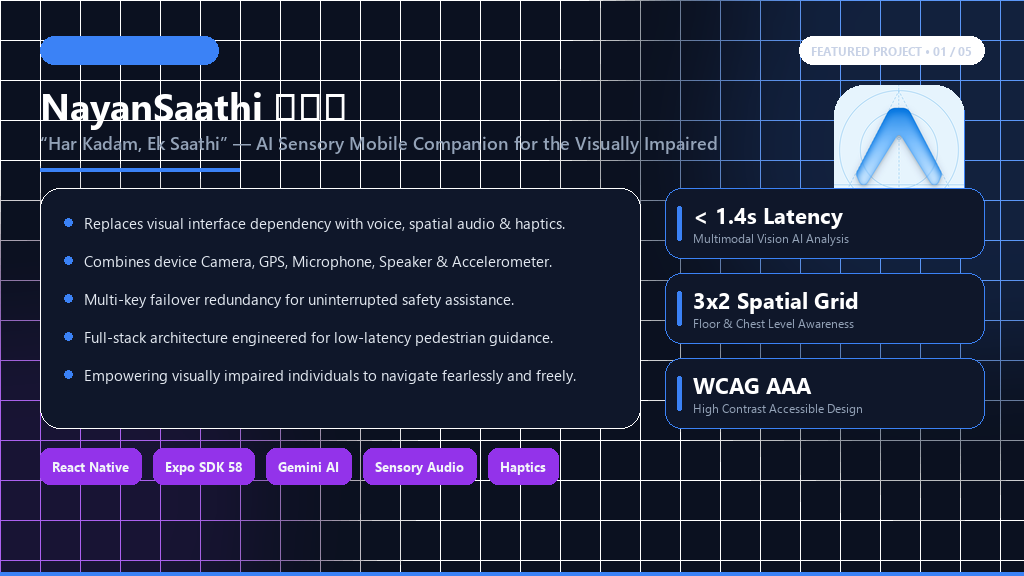 FEATURED PROJECT • 01 / 05
NayanSaathi
“Har Kadam, Ek Saathi” — AI Sensory Mobile Companion for the Visually Impaired
Replaces visual interface dependency with voice, spatial audio & haptics.
Combines device Camera, GPS, Microphone, Speaker & Accelerometer.
Multi-key failover redundancy for uninterrupted safety assistance.
Full-stack architecture engineered for low-latency pedestrian guidance.
Empowering visually impaired individuals to navigate fearlessly and freely.
< 1.4s Latency
Multimodal Vision AI Analysis
3x2 Spatial Grid
Floor & Chest Level Awareness
WCAG AAA
High Contrast Accessible Design
React Native
Expo SDK 58
Gemini AI
Sensory Audio
Haptics